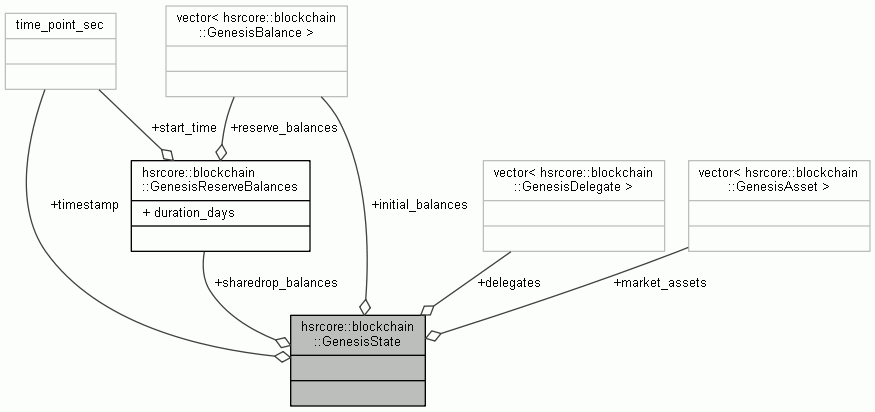 time_point_sec
vector< hsrcore::blockchain
::GenesisBalance >
+start_time
+reserve_balances
hsrcore::blockchain
::GenesisReserveBalances
+ duration_days
vector< hsrcore::blockchain
::GenesisDelegate >
vector< hsrcore::blockchain
::GenesisAsset >
+timestamp
+initial_balances
+sharedrop_balances
+delegates
+market_assets
hsrcore::blockchain
::GenesisState